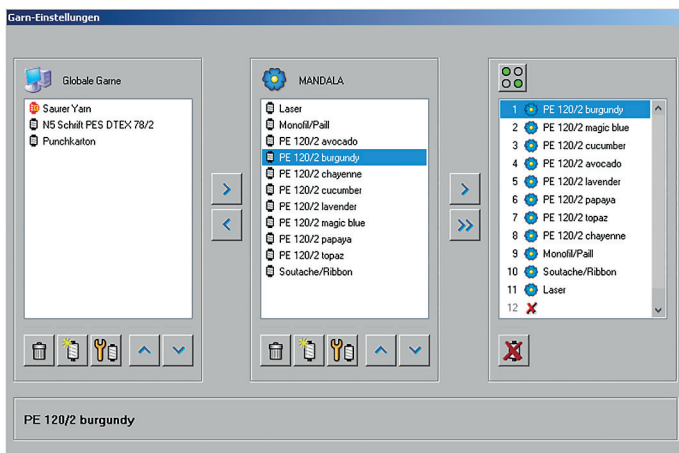 Garn-Einstellungen
Globale Garne
Saurer Yarn
N5 Schrift PES DTEX 78/2
Punchkarton
MANDALA
Laser
Monofil/Paill
PE 120/2 avocado
PE 120/2 burgundy
PE 120/2 chayenne
PE 120/2 cucumber
PE 120/2 lavender
PE 120/2 magic blue
PE 120/2 papaya
PE 120/2 topaz
Soutache/Ribbon
1 PE 120/2 burgundy
2 PE 120/2 magic blue
3 PE 120/2 cucumber
4 PE 120/2 avocado
5 PE 120/2 lavender
6 PE 120/2 papaya
7 PE 120/2 topaz
8 PE 120/2 chayenne
9 Monofil/Paill
10 Soutache/Ribbon
11 Laser
12
PE 120/2 burgundy